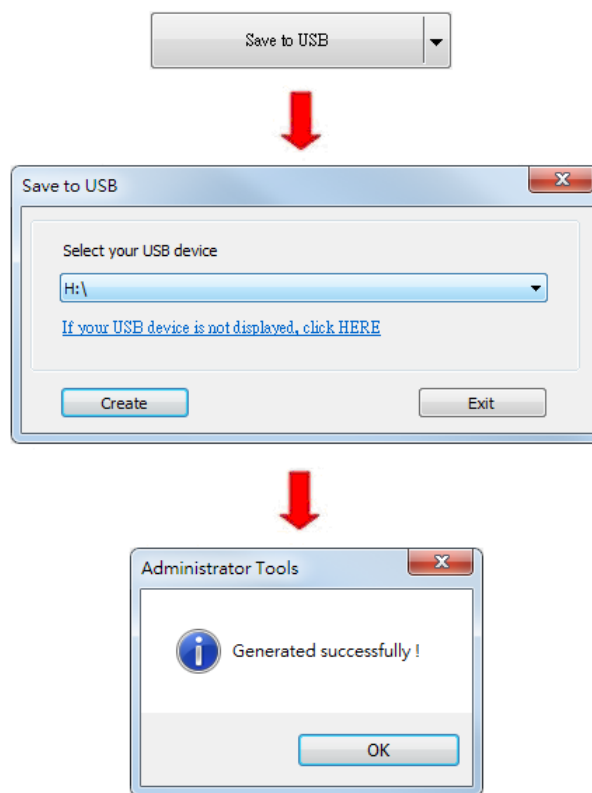 Save to USB
Save to USB
Select your USB device
H:\
If your USB device is not displayed, click HERE
Create Exit
Administrator Tools
Generated successfully !
OK